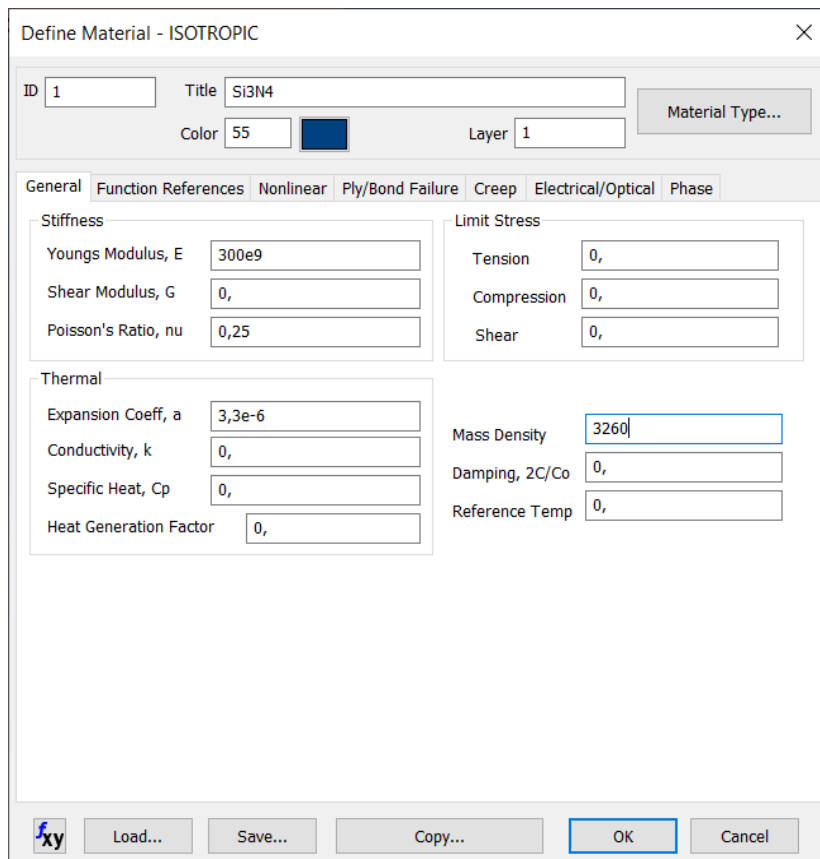 Define Material - ISOTROPIC
ID 1 Title Si3N4
Color 55 Layer 1 Material Type...
General Function References Nonlinear Ply/Bond Failure Creep Electrical/Optical Phase
Stiffness
Youngs Modulus, E 300e9
Shear Modulus, G 0,
Poisson's Ratio, nu 0,25
Limit Stress
Tension 0,
Compression 0,
Shear 0,
Thermal
Expansion Coeff, a 3,3e-6
Conductivity, k 0,
Specific Heat, Cp 0,
Heat Generation Factor 0,
Mass Density 3260
Damping, 2C/Co 0,
Reference Temp 0,
fxy Load... Save... Copy... OK Cancel